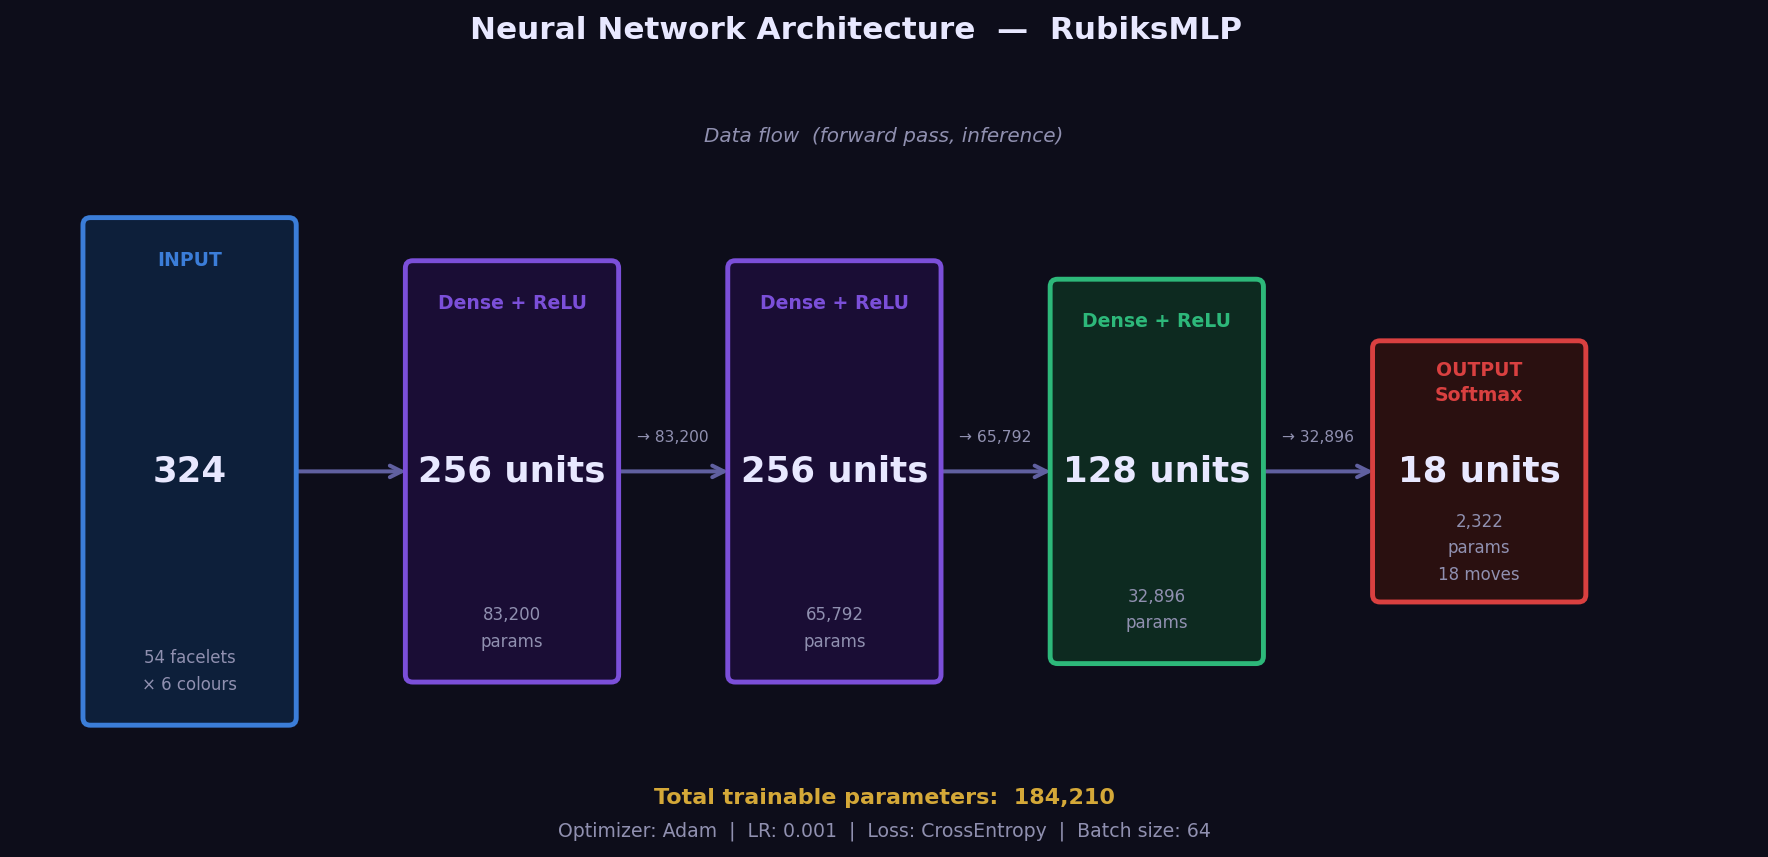 Neural Network Architecture — RubiksMLP
Data flow (forward pass, inference)
INPUT
324
54 facelets
× 6 colours
Dense + ReLU
256 units
83,200
params
→ 83,200
Dense + ReLU
256 units
65,792
params
→ 65,792
Dense + ReLU
128 units
32,896
params
→ 32,896
OUTPUT
Softmax
18 units
2,322
params
18 moves
Total trainable parameters: 184,210
Optimizer: Adam | LR: 0.001 | Loss: CrossEntropy | Batch size: 64